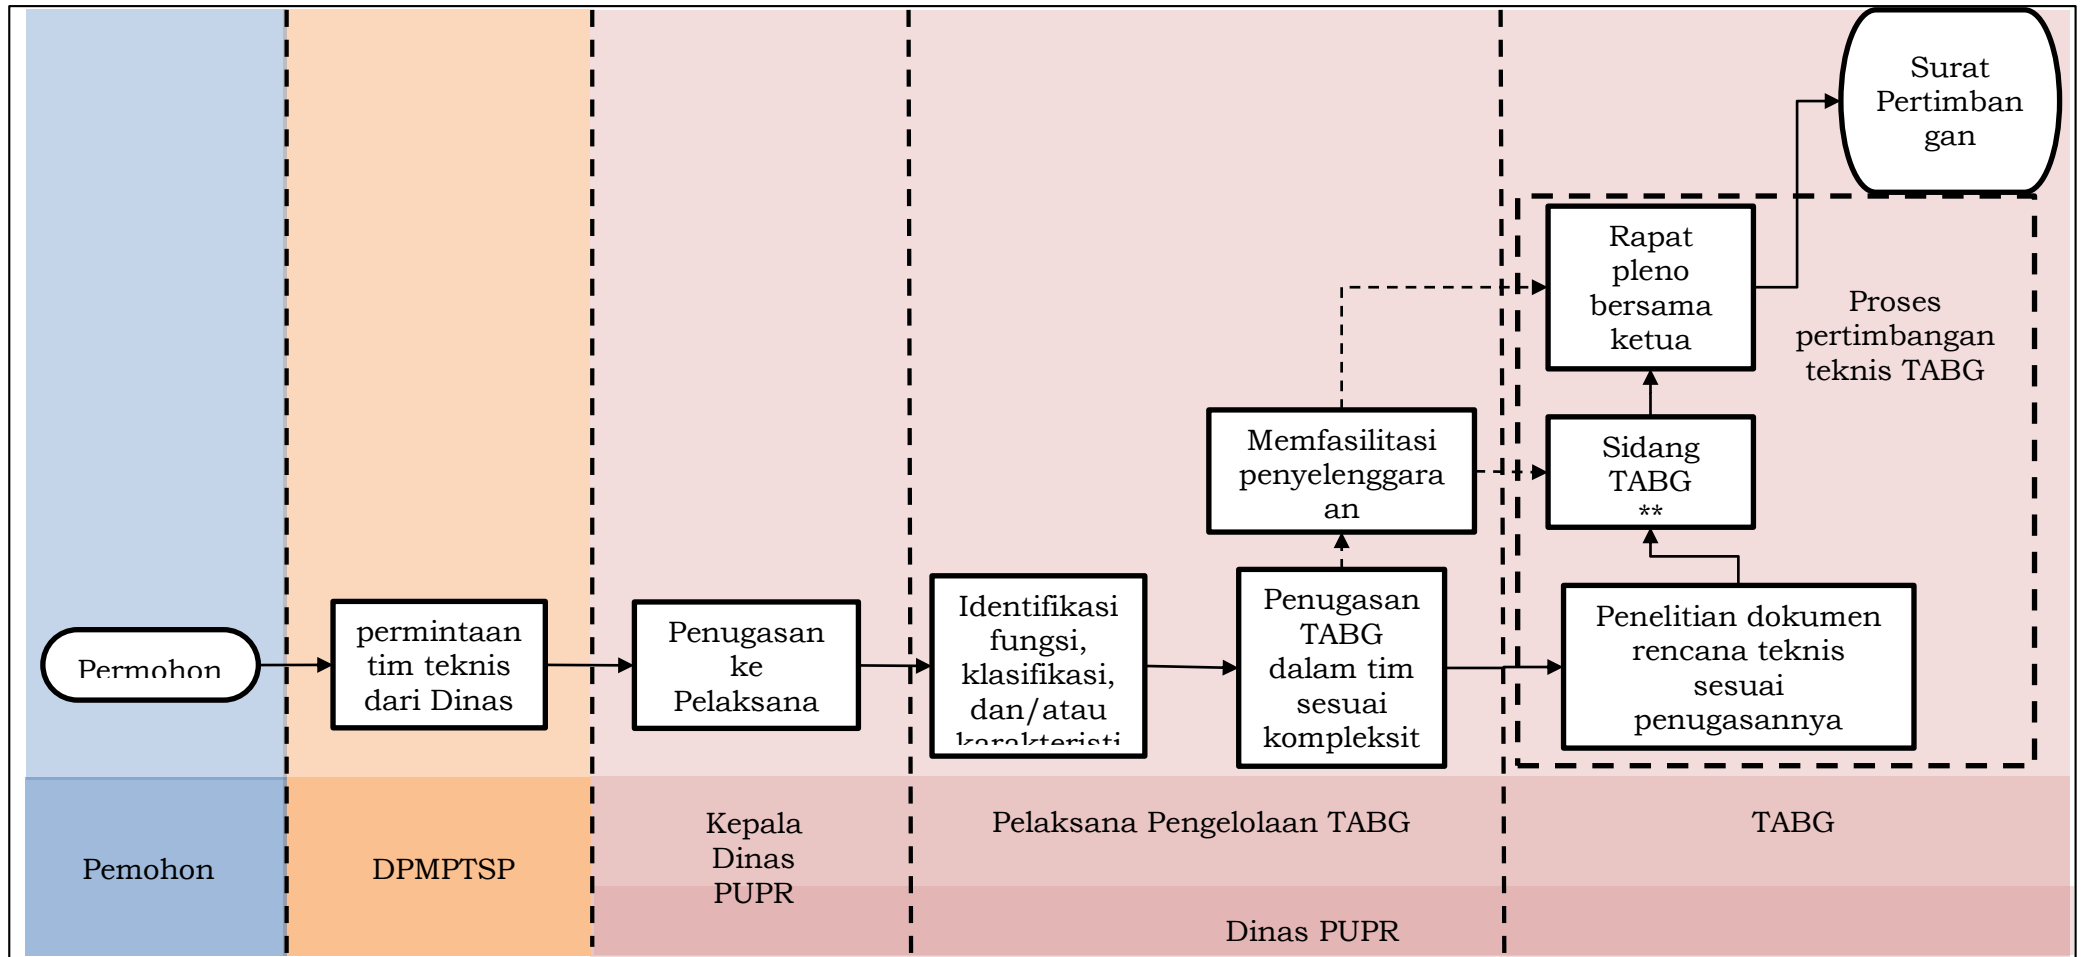 Surat
Pertimban
gan
Rapat
pleno
bersama
ketua
Proses
pertimbangan
teknis TABG
Memfasilitasi
penyelenggara
an
Sidang
TABG
**
Permohon
permintaan
tim teknis
dari Dinas
Penugasan
ke
Pelaksana
Identifikasi
fungsi,
klasifikasi,
dan/atau
karakteristi
Penugasan
TABG
dalam tim
sesuai
kompleksit
Penelitian dokumen
rencana teknis
sesuai
penugasannya
Pemohon
DPMPTSP
Kepala
Dinas
PUPR
Pelaksana Pengelolaan TABG
TABG
Dinas PUPR